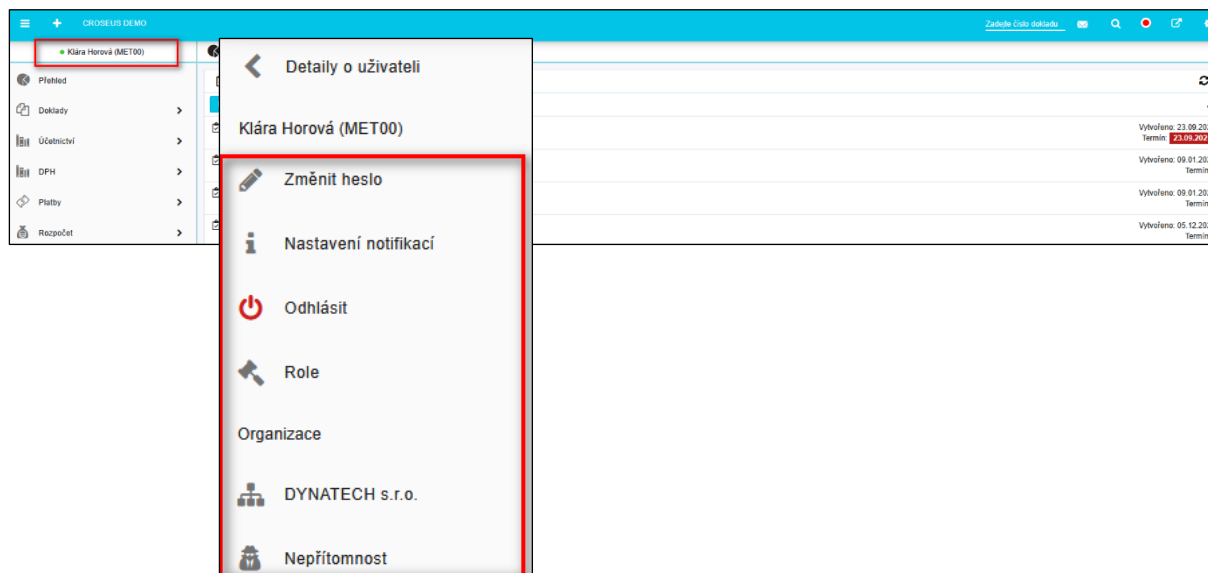 CROSEUS DEMO
Zadejte číslo dokladu
Klára Horová (MET00)
Přehled
Doklady
Účetnictví
DPH
Platby
Rozpočet
Detaily o uživateli
Klára Horová (MET00)
Změnit heslo
Nastavení notifikací
Odhlásit
Role
Organizace
DYNATECH s.r.o.
Nepřítomnost
Vytvořeno: 23.09.202
Termín: 23.09.202
Vytvořeno: 09.01.202
Termín
Vytvořeno: 09.01.202
Termín
Vytvořeno: 05.12.202
Termín